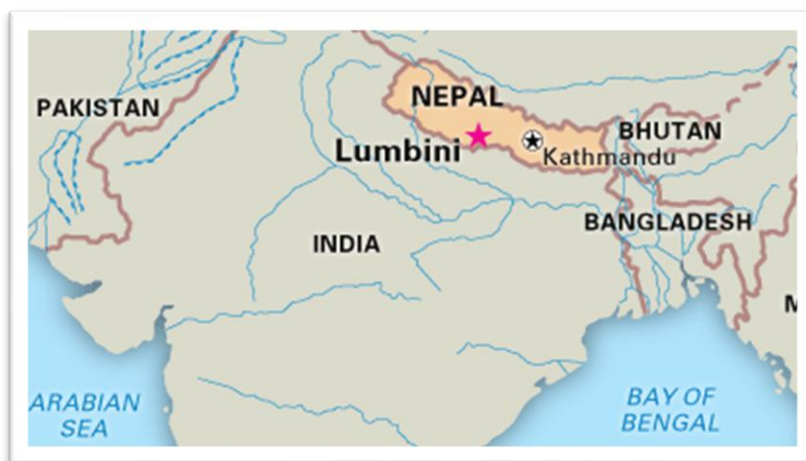 PAKISTAN
NEPAL
BHUTAN
Lumbini
Kathmandu
BANGLADESH
INDIA
M
ARABIAN
SEA
BAY OF
BENGAL